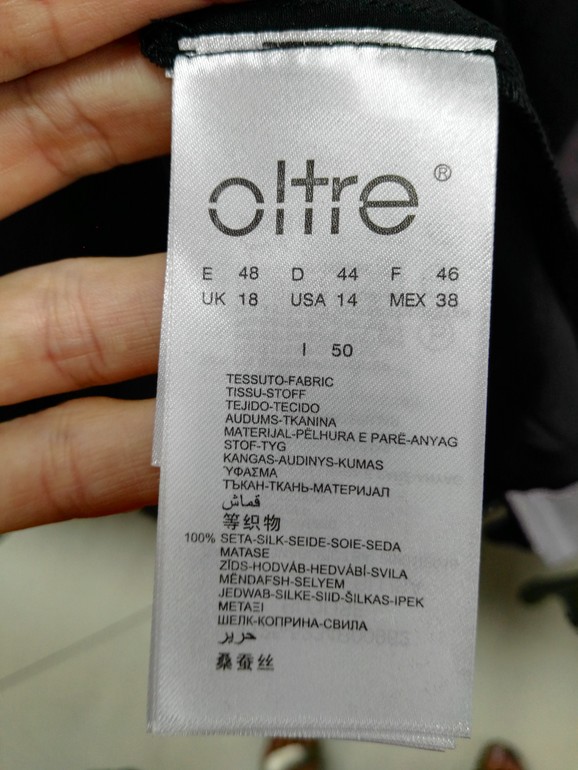 oltre®
E 48 D 44 F 46
UK 18 USA 14 MEX 38
I 50
TESSUTO-FABRIC
TISSU-STOFF
TEJIDO-TECIDO
AUDUMS-TKANINA
MATERIJAL-PËLHURA E PARË-ANYAG
STOF-TYG
KANGAS-AUDINYS-KUMAS
ΎΦΑΣΜΑ
ТЪКАН-ТКАНЬ-МАТЕРИЈАЛ
قماش
等织物
100% SETA-SILK-SEIDE-SOIE-SEDA
MATASE
ZĪDS-HODVÁB-HEDVÁBÍ-SVILA
MËNDAFSH-SELYEM
JEDWAB-SILKE-SIID-ŠILKAS-IPEK
ΜΕΤΑΞΙ
ШЕЛК-КОПРИНА-СВИЛА
حرير
桑蚕丝